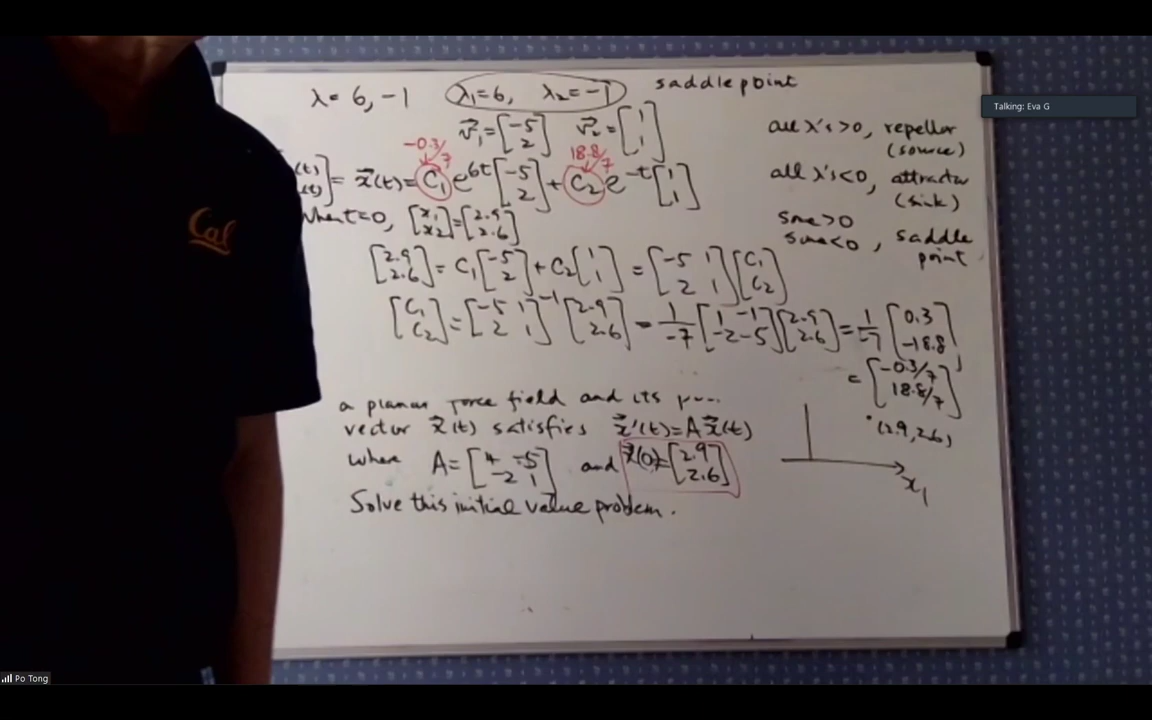 λ = 6, -1 λ₁=6, λ₂=-1 saddle point
v⃗₁ = [-5 2] v⃗₂ = [1 1]
-0.3/7 18.8/7
(t) (t)] = x⃗(t) = C₁ e^6t [-5 2] + C₂ e^-t [1 1]
When t=0, [x₁ x₂] = [2.9 2.6]
[2.9 2.6] = C₁ [-5 2] + C₂ [1 1] = [-5 1 2 1] [C₁ C₂]
[C₁ C₂] = [-5 1 2 1]^-1 [2.9 2.6] = 1/-7 [1 -1 -2 -5] [2.9 2.6] = 1/-7 [0.3 -18.8]
= [-0.3/7 18.8/7]
all λ's >0, repellor
(source)
all λ's <0, attractor
(sink)
some >0
some <0, saddle
point
a planar force field and its
vector x⃗(t) satisfies x⃗'(t) = A x⃗(t)
where A = [4 -5 -2 1] and x⃗(0) = [2.9 2.6]
Solve this initial value problem.
(2.9, 2.6)
x₁
Cal
Talking: Eva G
Po Tong